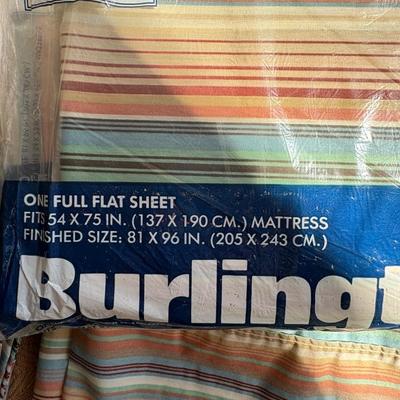 ONE FULL FLAT SHEET
FITS 54 X 75 IN. (137 X 190 CM.) MATTRESS
FINISHED SIZE: 81 X 96 IN. (205 X 243 CM.)
Burlingt